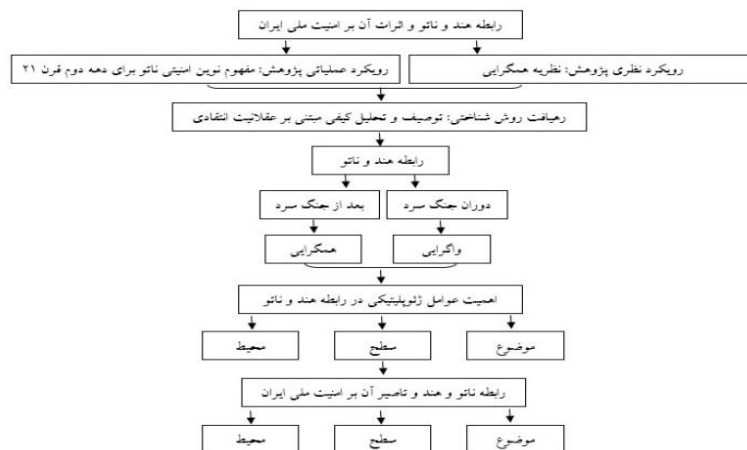 رابطه هند و ناتو و اثرات آن بر امنیت ملی ایران
رویکرد نظری پژوهش: نظریه همگرایی
رویکرد عملیاتی پژوهش: مفهوم نوین امنیتی ناتو برای دهه دوم قرن ۲۱
رهیافت روش شناختی: توصیف و تحلیل کیفی مبتنی بر عقلانیت انتقادی
رابطه هند و ناتو
دوران جنگ سرد
بعد از جنگ سرد
واگرایی
همگرایی
اهمیت عوامل ژئوپلیتیکی در رابطه هند و ناتو
موضوع
سطح
محیط
رابطه ناتو و هند و تاصیر آن بر امنیت ملی ایران
موضوع
سطح
محیط